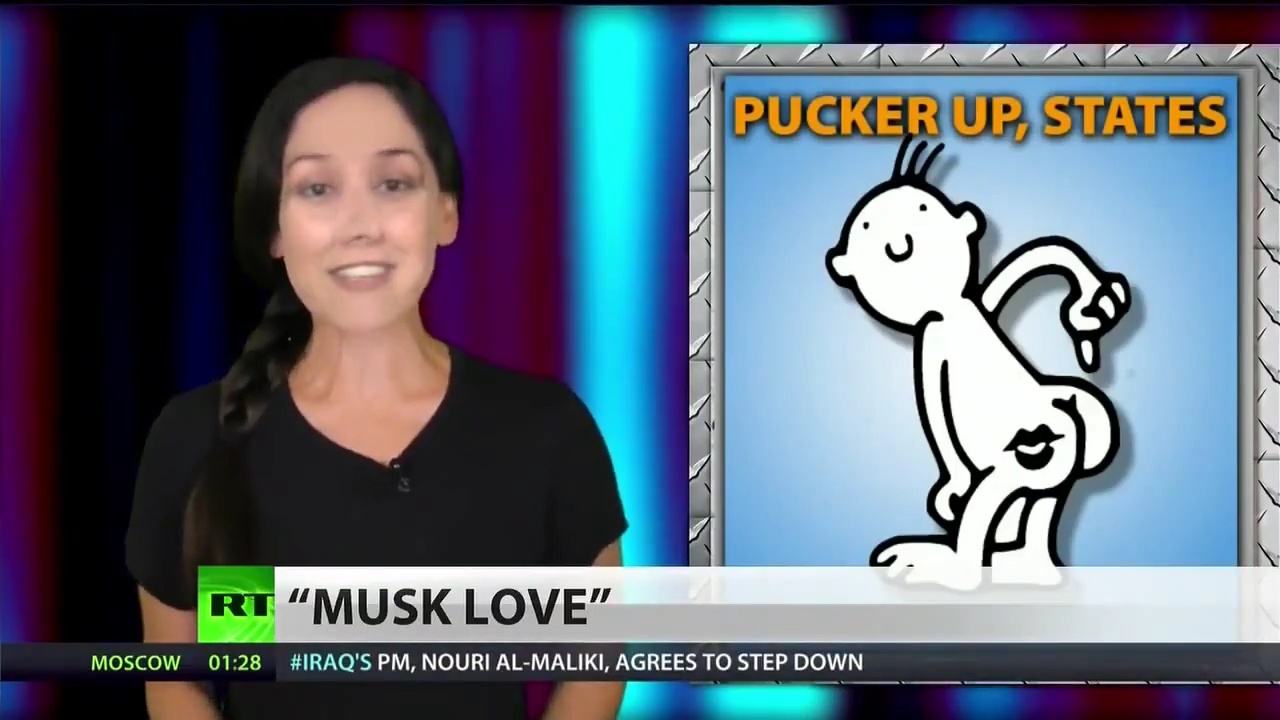 PUCKER UP, STATES
RT
“MUSK LOVE”
MOSCOW 01:28 #IRAQ'S PM, NOURI AL-MALIKI, AGREES TO STEP DOWN